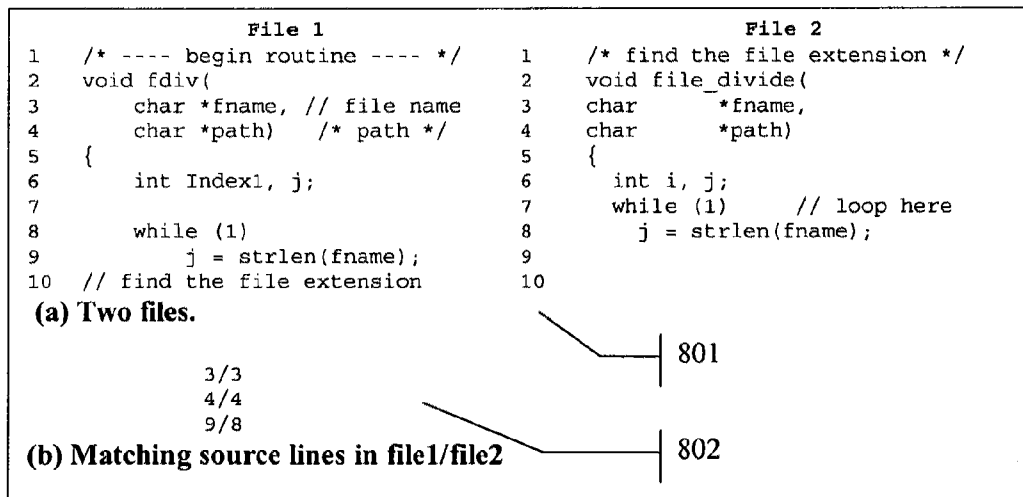 File 1
1 /* ---- begin routine ---- */
2 void fdiv(
3 char *fname, // file name
4 char *path) /* path */
5 {
6 int Index1, j;
7
8 while (1)
9 j = strlen(fname);
10 // find the file extension
File 2
1 /* find the file extension */
2 void file_divide(
3 char *fname,
4 char *path)
5 {
6 int i, j;
7 while (1) // loop here
8 j = strlen(fname);
9
10
(a) Two files.
801
3/3
4/4
9/8
(b) Matching source lines in file1/file2
802